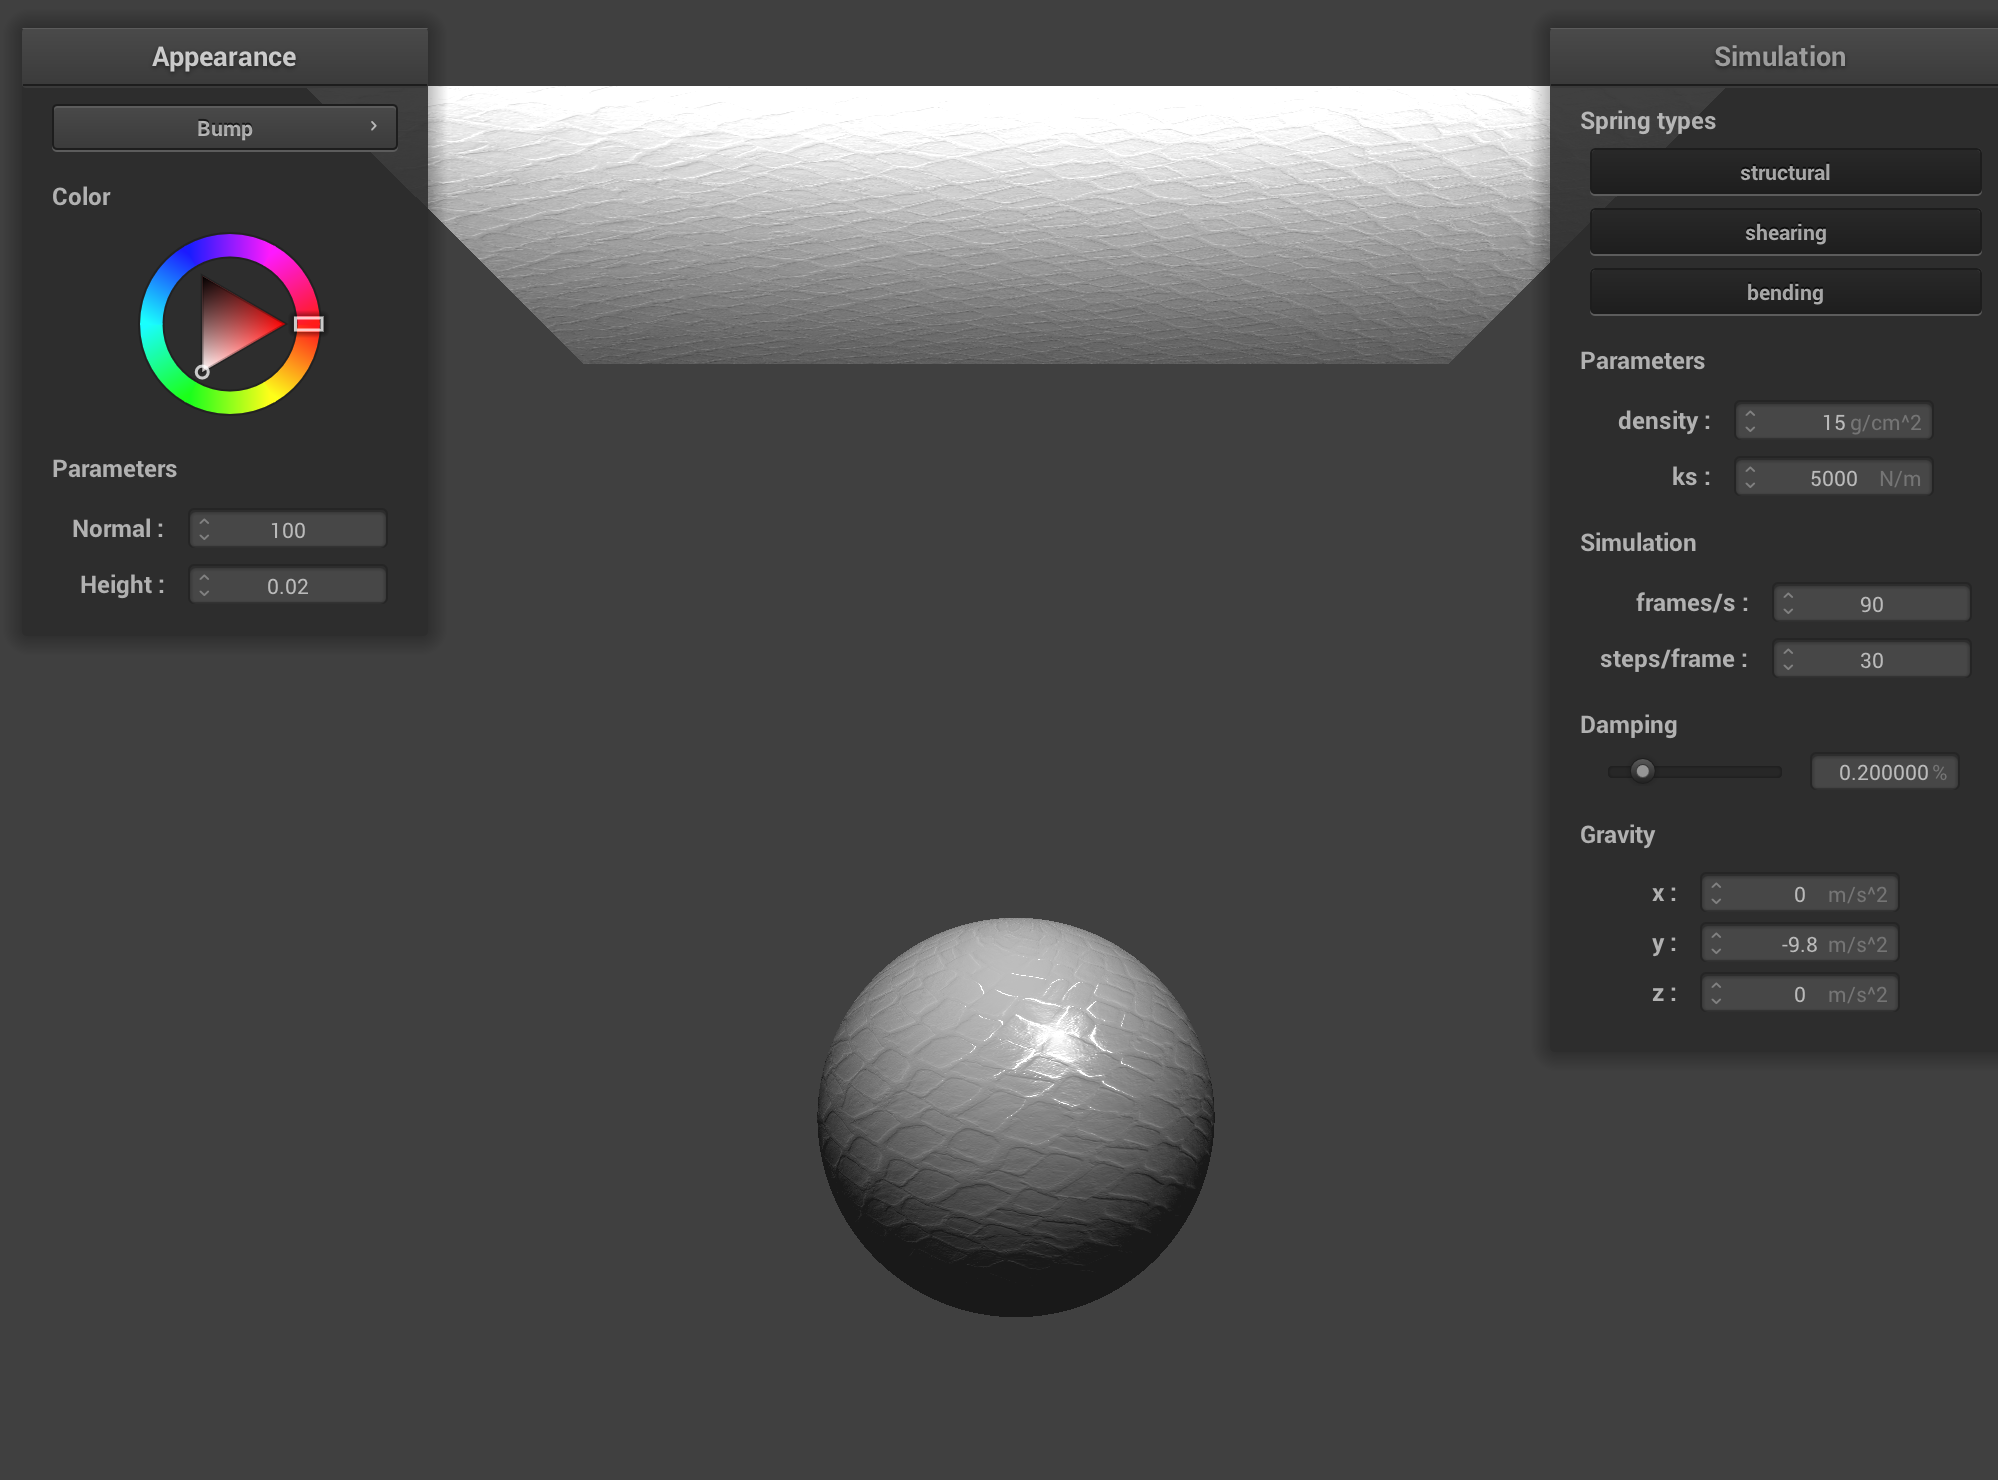 Appearance
Bump
Color
Parameters
Normal : 100
Height : 0.02
Simulation
Spring types
structural
shearing
bending
Parameters
density : 15 g/cm^2
ks : 5000 N/m
Simulation
frames/s : 90
steps/frame : 30
Damping
0.200000 %
Gravity
x : 0 m/s^2
y : -9.8 m/s^2
z : 0 m/s^2